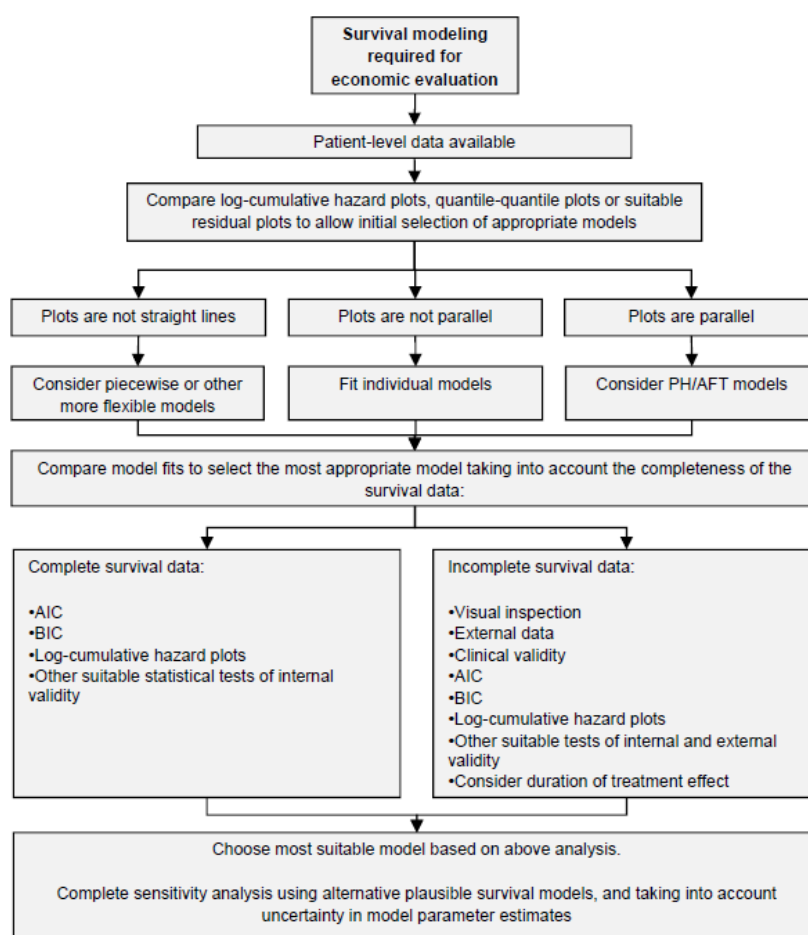 Survival modeling
required for
economic evaluation
Patient-level data available
Compare log-cumulative hazard plots, quantile-quantile plots or suitable
residual plots to allow initial selection of appropriate models
Plots are not straight lines
Plots are not parallel
Plots are parallel
Consider piecewise or other
more flexible models
Fit individual models
Consider PH/AFT models
Compare model fits to select the most appropriate model taking into account the completeness of the
survival data:
Complete survival data:
•AIC
•BIC
•Log-cumulative hazard plots
•Other suitable statistical tests of internal
validity
Incomplete survival data:
•Visual inspection
•External data
•Clinical validity
•AIC
•BIC
•Log-cumulative hazard plots
•Other suitable tests of internal and external
validity
•Consider duration of treatment effect
Choose most suitable model based on above analysis.
Complete sensitivity analysis using alternative plausible survival models, and taking into account
uncertainty in model parameter estimates